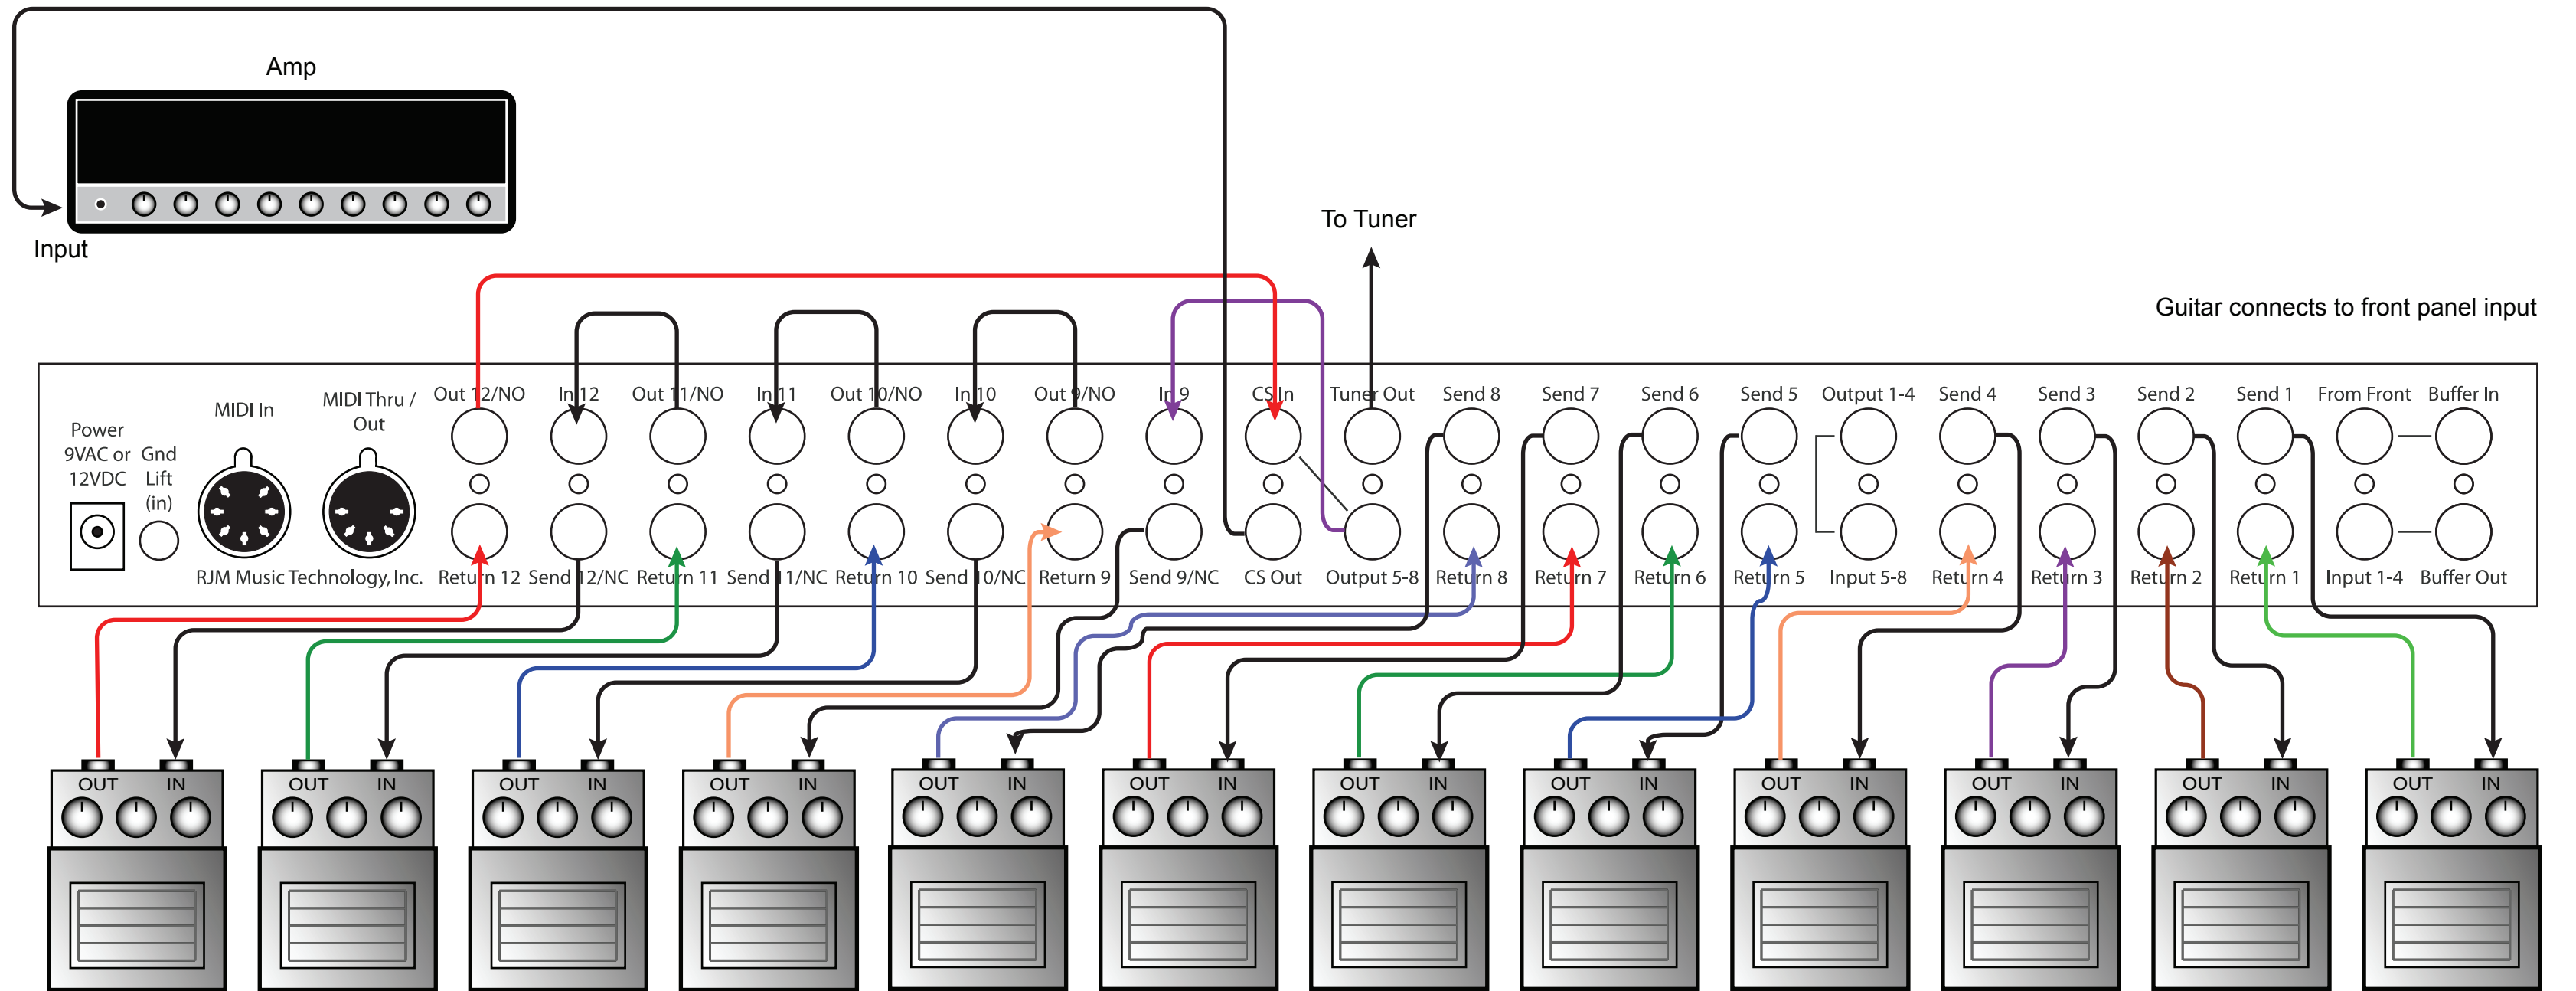 Amp
Input
To Tuner
Guitar connects to front panel input
Power
9VAC or
12VDC
Gnd
Lift
(in)
MIDI In
MIDI Thru /
Out
Out 12/NO
In 12
Out 11/NO
In 11
Out 10/NO
In 10
Out 9/NO
In 9
CS In
Tuner Out
Send 8
Send 7
Send 6
Send 5
Output 1-4
Send 4
Send 3
Send 2
Send 1
From Front
Buffer In
RJM Music Technology, Inc.
Return 12
Send 12/NC
Return 11
Send 11/NC
Return 10
Send 10/NC
Return 9
Send 9/NC
CS Out
Output 5-8
Return 8
Return 7
Return 6
Return 5
Input 5-8
Return 4
Return 3
Return 2
Return 1
Input 1-4
Buffer Out
OUT IN
OUT IN
OUT IN
OUT IN
OUT IN
OUT IN
OUT IN
OUT IN
OUT IN
OUT IN
OUT IN
OUT IN